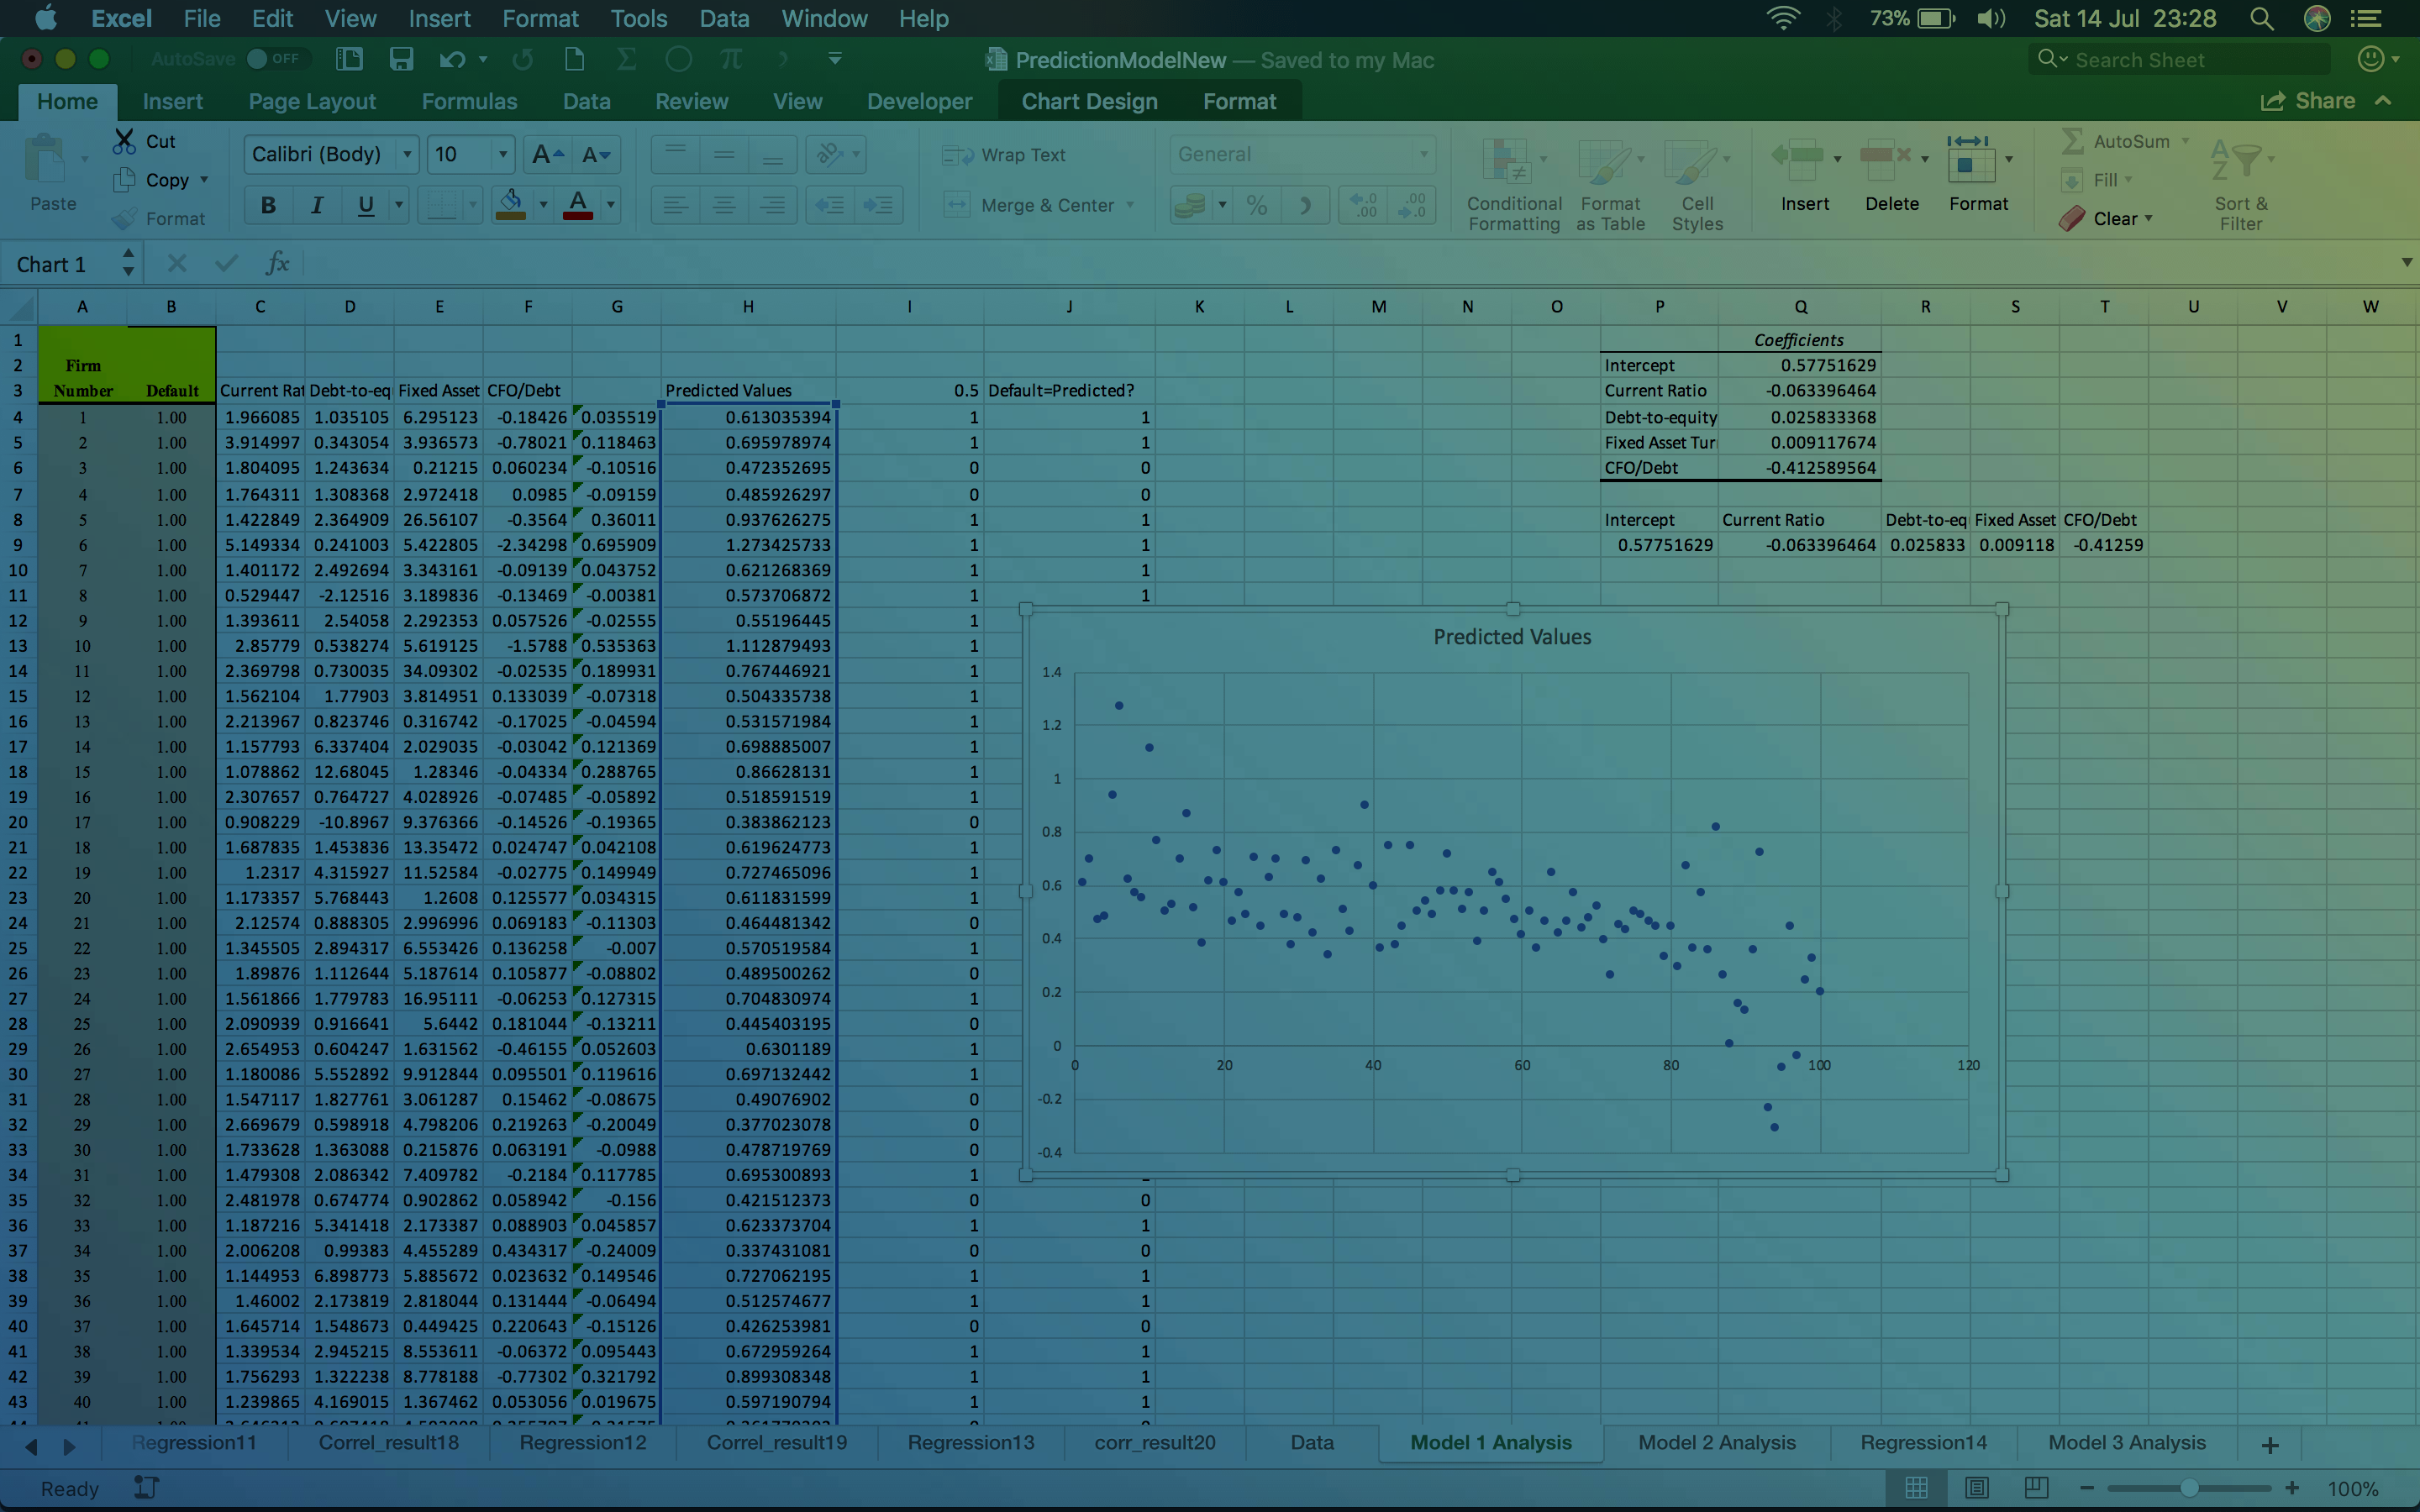 Excel File Edit View Insert Format Tools Data Window Help 73% Sat 14 Jul 23:28
AutoSave OFF PredictionModelNew — Saved to my Mac Search Sheet
Home Insert Page Layout Formulas Data Review View Developer Chart Design Format Share
Paste Cut Copy Format
Calibri (Body) 10 Wrap Text Merge & Center General
B I U A % Conditional Formatting Format as Table Cell Styles Insert Delete Format AutoSum Fill Clear Sort & Filter
Chart 1 fx
A B C D E F G H I J K L M N O P Q R S T U V W
1 Coefficients
2 Firm Intercept 0.57751629
3 Number Default Current Rat Debt-to-eq Fixed Asset CFO/Debt Predicted Values 0.5 Default=Predicted? Current Ratio -0.063396464
4 1 1.00 1.966085 1.035105 6.295123 -0.18426 0.035519 0.613035394 1 1 Debt-to-equity 0.025833368
5 2 1.00 3.914997 0.343054 3.936573 -0.78021 0.118463 0.695978974 1 1 Fixed Asset Tur 0.009117674
6 3 1.00 1.804095 1.243634 0.21215 0.060234 -0.10516 0.472352695 0 0 CFO/Debt -0.412589564
7 4 1.00 1.764311 1.308368 2.972418 0.0985 -0.09159 0.485926297 0 0
8 5 1.00 1.422849 2.364909 26.56107 -0.3564 0.36011 0.937626275 1 1 Intercept Current Ratio Debt-to-eq Fixed Asset CFO/Debt
9 6 1.00 5.149334 0.241003 5.422805 -2.34298 0.695909 1.273425733 1 1 0.57751629 -0.063396464 0.025833 0.009118 -0.41259
10 7 1.00 1.401172 2.492694 3.343161 -0.09139 0.043752 0.621268369 1 1
11 8 1.00 0.529447 -2.12516 3.189836 -0.13469 -0.00381 0.573706872 1 1
12 9 1.00 1.393611 2.54058 2.292353 0.057526 -0.02555 0.55196445 1
13 10 1.00 2.85779 0.538274 5.619125 -1.5788 0.535363 1.112879493 1
14 11 1.00 2.369798 0.730035 34.09302 -0.02535 0.189931 0.767446921 1
15 12 1.00 1.562104 1.77903 3.814951 0.133039 -0.07318 0.504335738 1
16 13 1.00 2.213967 0.823746 0.316742 -0.17025 -0.04594 0.531571984 1
17 14 1.00 1.157793 6.337404 2.029035 -0.03042 0.121369 0.698885007 1
18 15 1.00 1.078862 12.68045 1.28346 -0.04334 0.288765 0.86628131 1
19 16 1.00 2.307657 0.764727 4.028926 -0.07485 -0.05892 0.518591519 1
20 17 1.00 0.908229 -10.8967 9.376366 -0.14526 -0.19365 0.383862123 0
21 18 1.00 1.687835 1.453836 13.35472 0.024747 0.042108 0.619624773 1
22 19 1.00 1.2317 4.315927 11.52584 -0.02775 0.149949 0.727465096 1
23 20 1.00 1.173357 5.768443 1.2608 0.125577 0.034315 0.611831599 1
24 21 1.00 2.12574 0.888305 2.996996 0.069183 -0.11303 0.464481342 0
25 22 1.00 1.345505 2.894317 6.553426 0.136258 -0.007 0.570519584 1
26 23 1.00 1.89876 1.112644 5.187614 0.105877 -0.08802 0.489500262 0
27 24 1.00 1.561866 1.779783 16.95111 -0.06253 0.127315 0.704830974 1
28 25 1.00 2.090939 0.916641 5.6442 0.181044 -0.13211 0.445403195 0
29 26 1.00 2.654953 0.604247 1.631562 -0.46155 0.052603 0.6301189 1
30 27 1.00 1.180086 5.552892 9.912844 0.095501 0.119616 0.697132442 1
31 28 1.00 1.547117 1.827761 3.061287 0.15462 -0.08675 0.49076902 0
32 29 1.00 2.669679 0.598918 4.798206 0.219263 -0.20049 0.377023078 0
33 30 1.00 1.733628 1.363088 0.215876 0.063191 -0.0988 0.478719769 0
34 31 1.00 1.479308 2.086342 7.409782 -0.2184 0.117785 0.695300893 1
35 32 1.00 2.481978 0.674774 0.902862 0.058942 -0.156 0.421512373 0 0
36 33 1.00 1.187216 5.341418 2.173387 0.088903 0.045857 0.623373704 1 1
37 34 1.00 2.006208 0.99383 4.455289 0.434317 -0.24009 0.337431081 0 0
38 35 1.00 1.144953 6.898773 5.885672 0.023632 0.149546 0.727062195 1 1
39 36 1.00 1.46002 2.173819 2.818044 0.131444 -0.06494 0.512574677 1 1
40 37 1.00 1.645714 1.548673 0.449425 0.220643 -0.15126 0.426253981 0 0
41 38 1.00 1.339534 2.945215 8.553611 -0.06372 0.095443 0.672959264 1 1
42 39 1.00 1.756293 1.322238 8.778188 -0.77302 0.321792 0.899308348 1 1
43 40 1.00 1.239865 4.169015 1.367462 0.053056 0.019675 0.597190794 1 1
Predicted Values
1.4
1.2
1
0.8
0.6
0.4
0.2
0
0 20 40 60 80 100 120
-0.2
-0.4
Regression11 Correl_result18 Regression12 Correl_result19 Regression13 corr_result20 Data Model 1 Analysis Model 2 Analysis Regression14 Model 3 Analysis +
Ready 100%